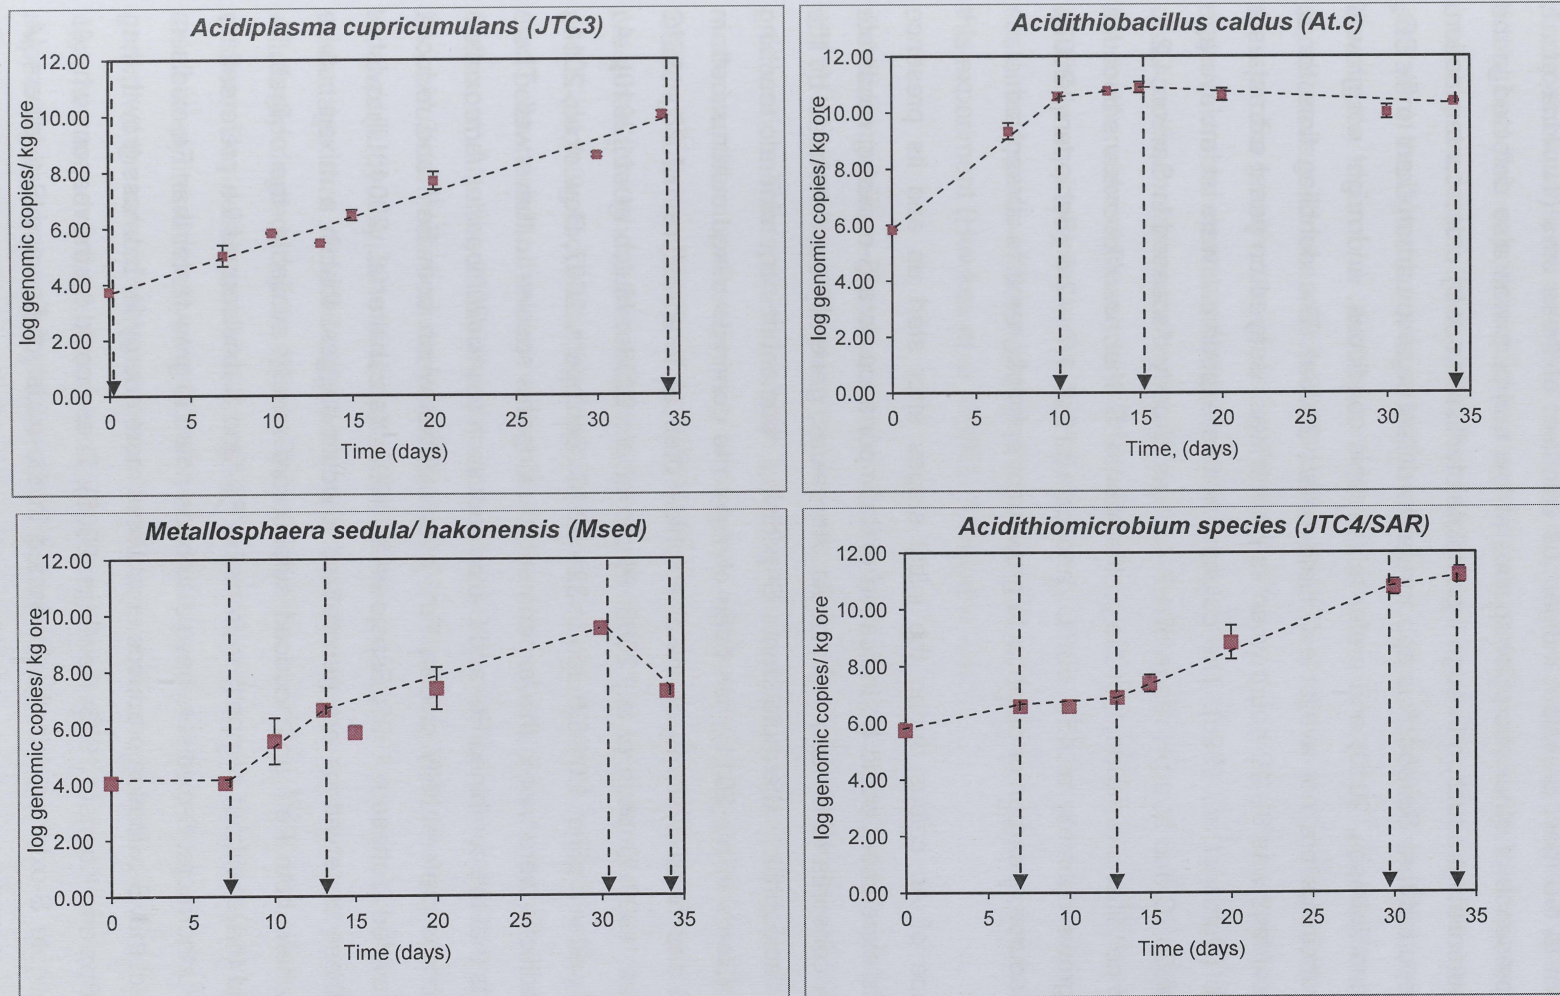 Acidiplasma cupricumulans (JTC3)
log genomic copies/ kg ore
12.00
10.00
8.00
6.00
4.00
2.00
0.00
0 5 10 15 20 25 30 35
Time (days)
Acidithiobacillus caldus (At.c)
log genomic copies/ kg ore
12.00
10.00
8.00
6.00
4.00
2.00
0.00
0 5 10 15 20 25 30 35
Time, (days)
Metallosphaera sedula/ hakonensis (Msed)
log genomic copies/ kg ore
12.00
10.00
8.00
6.00
4.00
2.00
0.00
0 5 10 15 20 25 30 35
Time (days)
Acidithiomicrobium species (JTC4/SAR)
log genomic copies/ kg ore
12.00
10.00
8.00
6.00
4.00
2.00
0.00
0 5 10 15 20 25 30 35
Time (days)